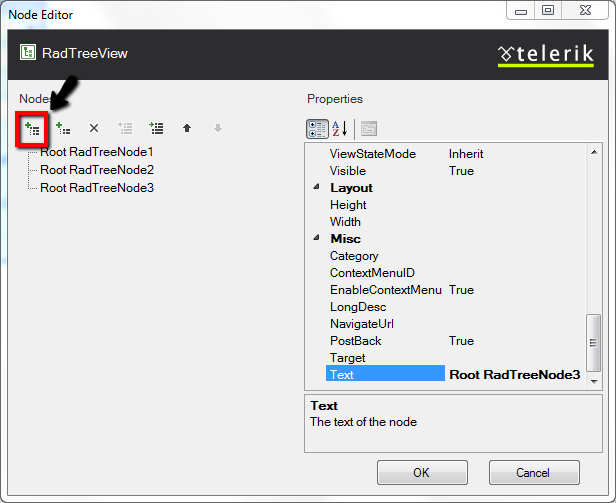 Node Editor
RadTreeView
telerik
Nodes
Properties
A
Z
Root RadTreeNode1
Root RadTreeNode2
Root RadTreeNode3
ViewStateMode Inherit
Visible True
Layout
Height
Width
Misc
Category
ContextMenuID
EnableContextMenu True
LongDesc
NavigateUrl
PostBack True
Target
Text Root RadTreeNode3
Text
The text of the node
OK Cancel